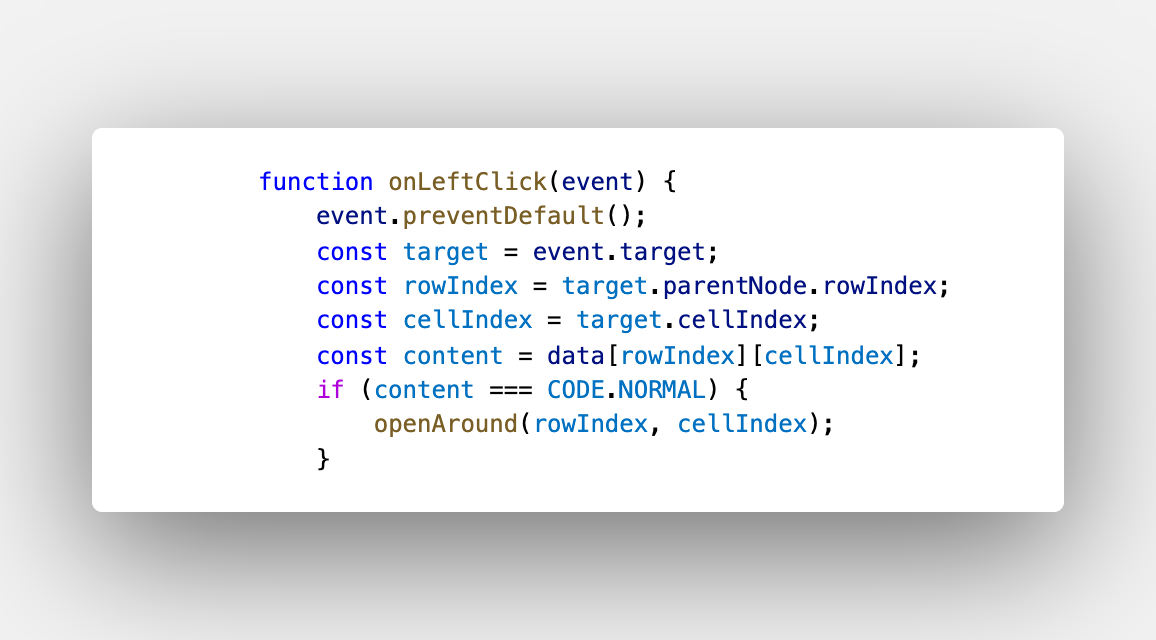 function onLeftClick(event) {
    event.preventDefault();
    const target = event.target;
    const rowIndex = target.parentNode.rowIndex;
    const cellIndex = target.cellIndex;
    const content = data[rowIndex][cellIndex];
    if (content === CODE.NORMAL) {
        openAround(rowIndex, cellIndex);
    }